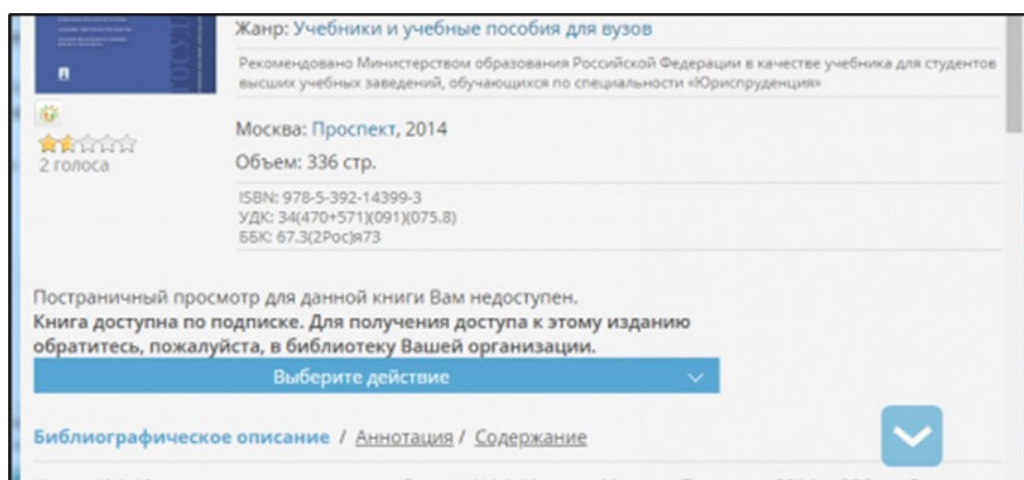 Жанр: Учебники и учебные пособия для вузов
Рекомендовано Министерством образования Российской Федерации в качестве учебника для студентов
высших учебных заведений, обучающихся по специальности «Юриспруденция»
2 голоса
Москва: Проспект, 2014
Объем: 336 стр.
ISBN: 978-5-392-14399-3
УДК: 34(470+571)(091)(075.8)
ББК: 67.3(2Рос)я73
Постраничный просмотр для данной книги Вам недоступен.
Книга доступна по подписке. Для получения доступа к этому изданию
обратитесь, пожалуйста, в библиотеку Вашей организации.
Выберите действие
Библиографическое описание / Аннотация / Содержание